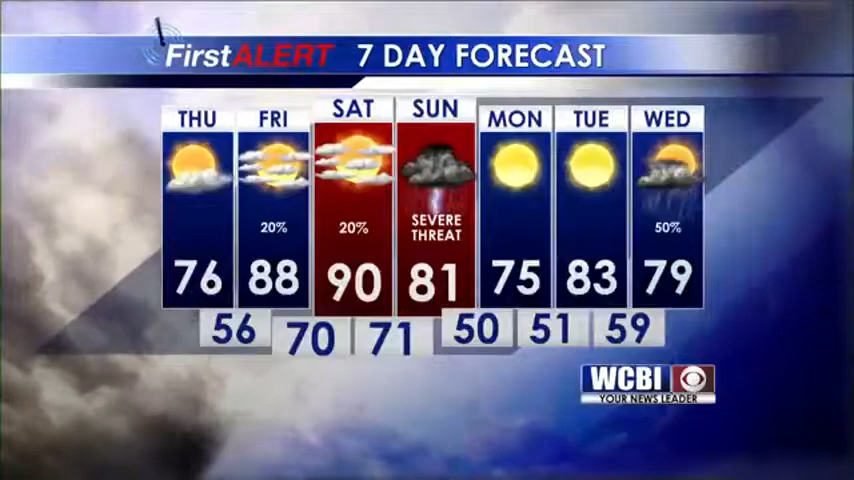 FirstALERT 7 DAY FORECAST
THU FRI SAT SUN MON TUE WED
20% 20% SEVERE THREAT 50%
76 88 90 81 75 83 79
56 70 71 50 51 59
WCBI
YOUR NEWS LEADER